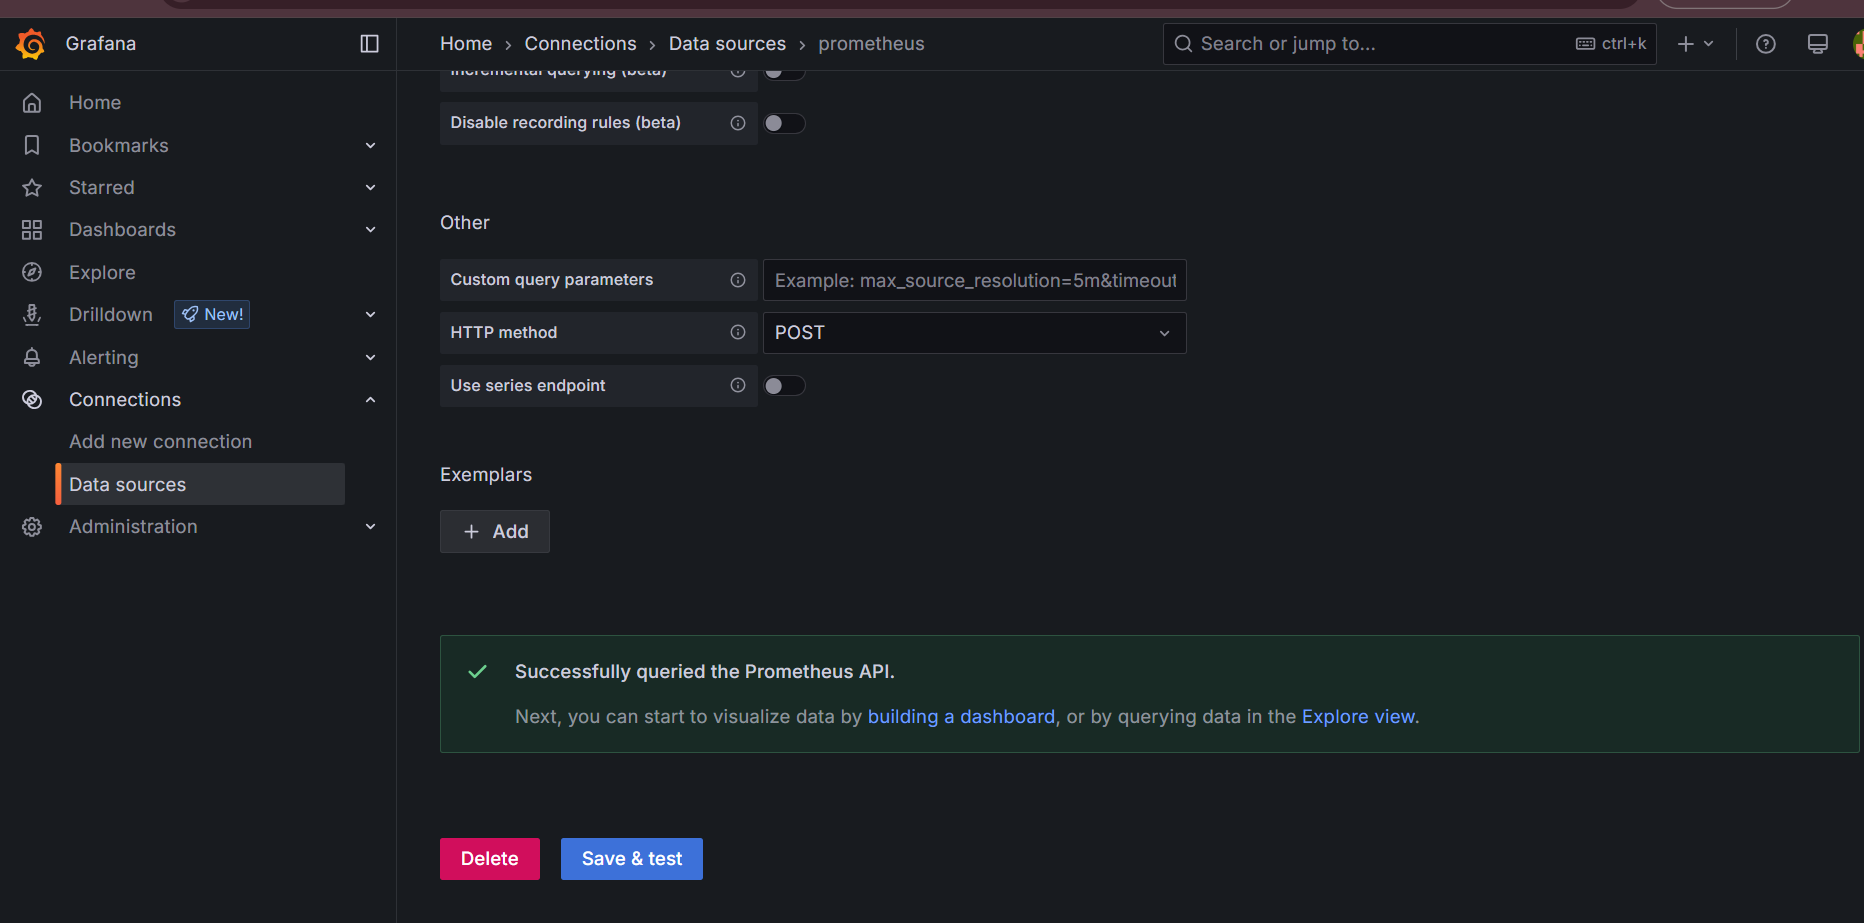 Grafana
Home › Connections › Data sources › prometheus
Search or jump to...
ctrl+k
Home
Bookmarks
Starred
Dashboards
Explore
Drilldown
New!
Alerting
Connections
Add new connection
Data sources
Administration
Incremental querying (beta)
Disable recording rules (beta)
Other
Custom query parameters
Example: max_source_resolution=5m&timeout
HTTP method
POST
Use series endpoint
Exemplars
+ Add
Successfully queried the Prometheus API.
Next, you can start to visualize data by building a dashboard, or by querying data in the Explore view.
Delete
Save & test